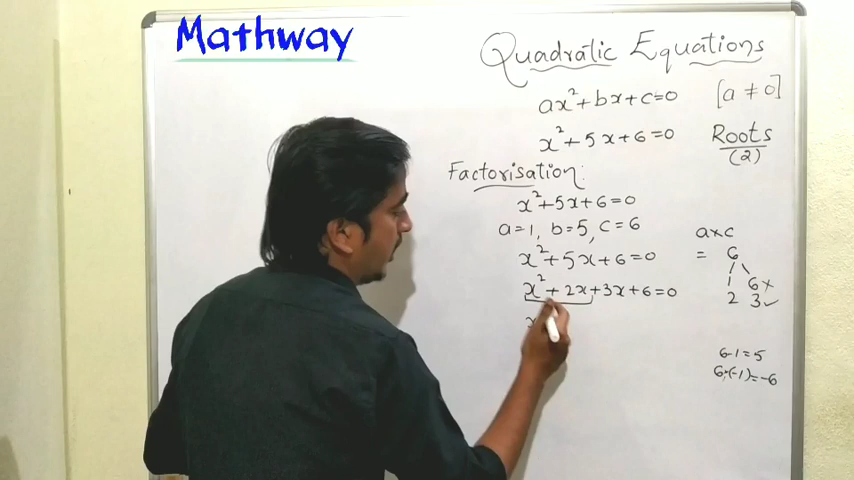 Mathway
Quadratic Equations
ax²+bx+c=0 [a ≠ 0]
x²+5x+6=0 Roots
(2)
Factorisation:
x²+5x+6=0
a=1, b=5, c=6
a×c
x²+5x+6=0
= 6
1 6×
x²+2x+3x+6=0
2 3✓
x
6-1=5
6·(-1)=-6